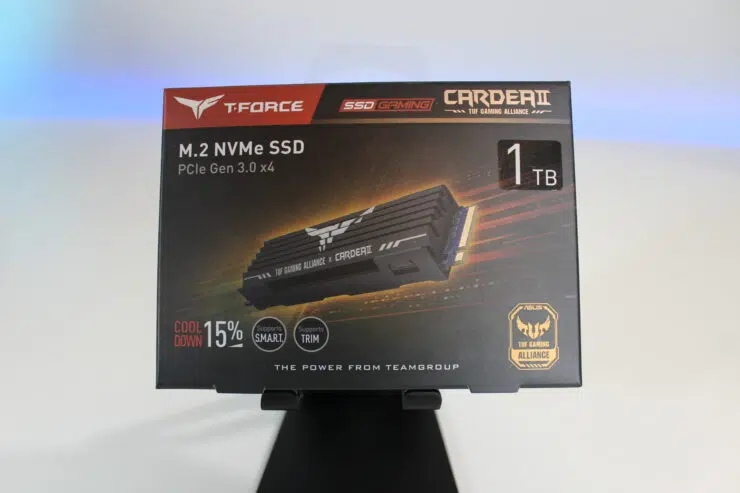 T-FORCE
SSD GAMING
CARDEA II
TUF GAMING ALLIANCE
M.2 NVMe SSD
PCIe Gen 3.0 x4
1 TB
TUF GAMING ALLIANCE x CARDEA II
COOL DOWN 15%
Supports S.M.A.R.T.
Supports TRIM
ASUS
TUF GAMING
ALLIANCE
THE POWER FROM TEAMGROUP